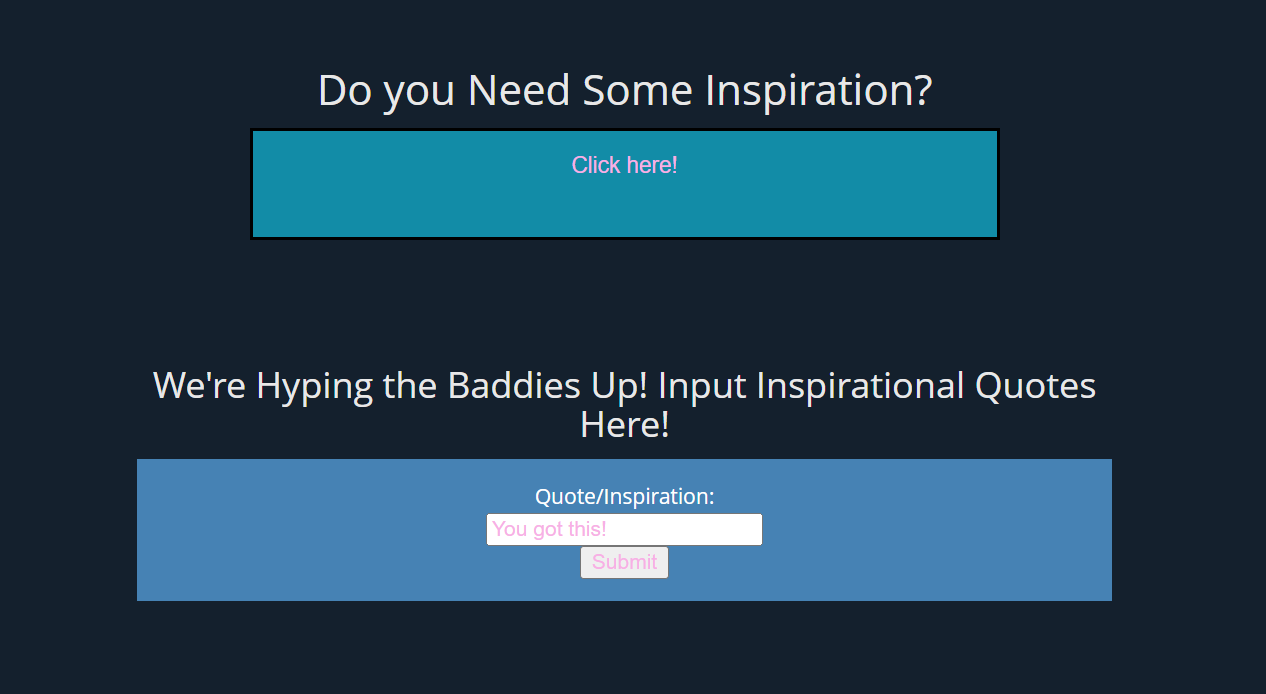 Do you Need Some Inspiration?
Click here!
We're Hyping the Baddies Up! Input Inspirational Quotes
Here!
Quote/Inspiration:
You got this!
Submit